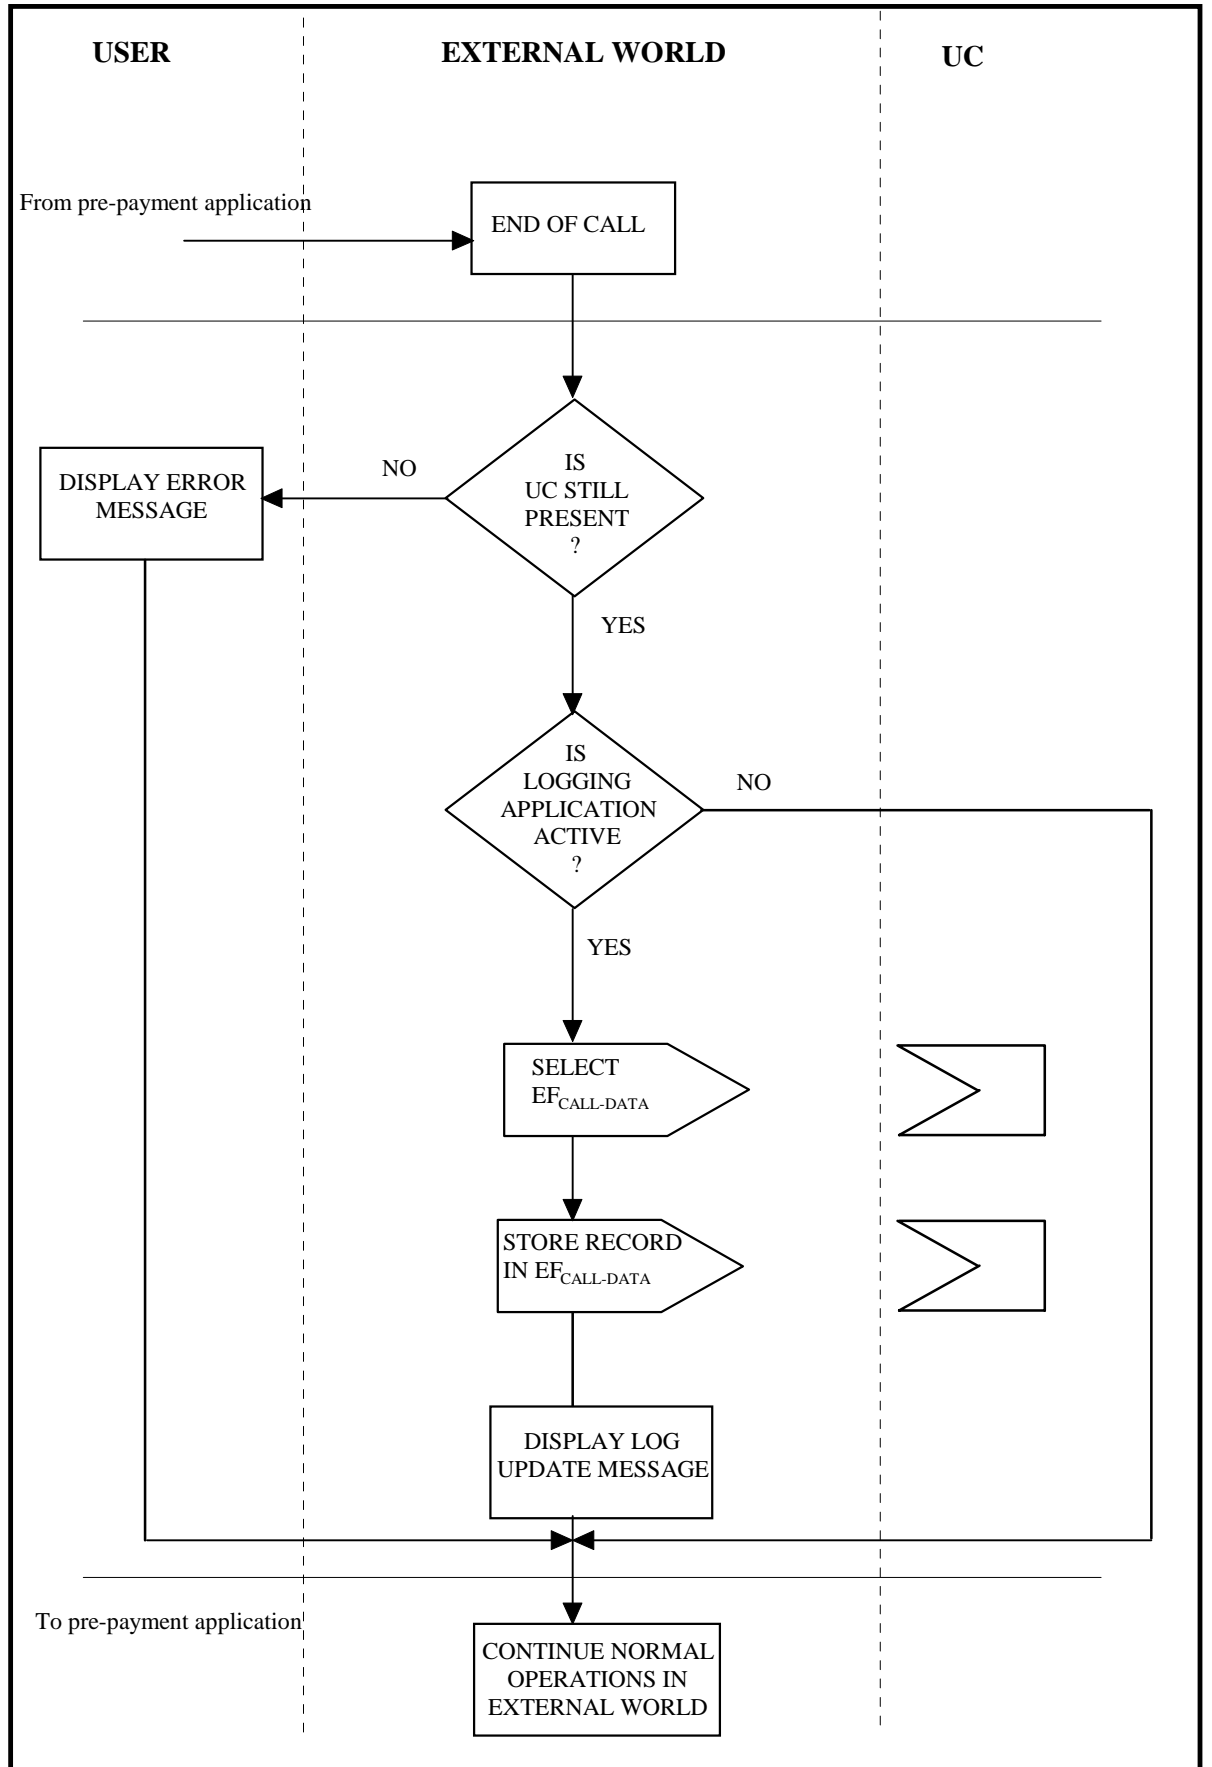 USER
EXTERNAL WORLD
UC
From pre-payment application
END OF CALL
IS
UC STILL
PRESENT
?
NO
DISPLAY ERROR
MESSAGE
YES
IS
LOGGING
APPLICATION
ACTIVE
?
NO
YES
SELECT
EFCALL-DATA
STORE RECORD
IN EFCALL-DATA
DISPLAY LOG
UPDATE MESSAGE
To pre-payment application
CONTINUE NORMAL
OPERATIONS IN
EXTERNAL WORLD